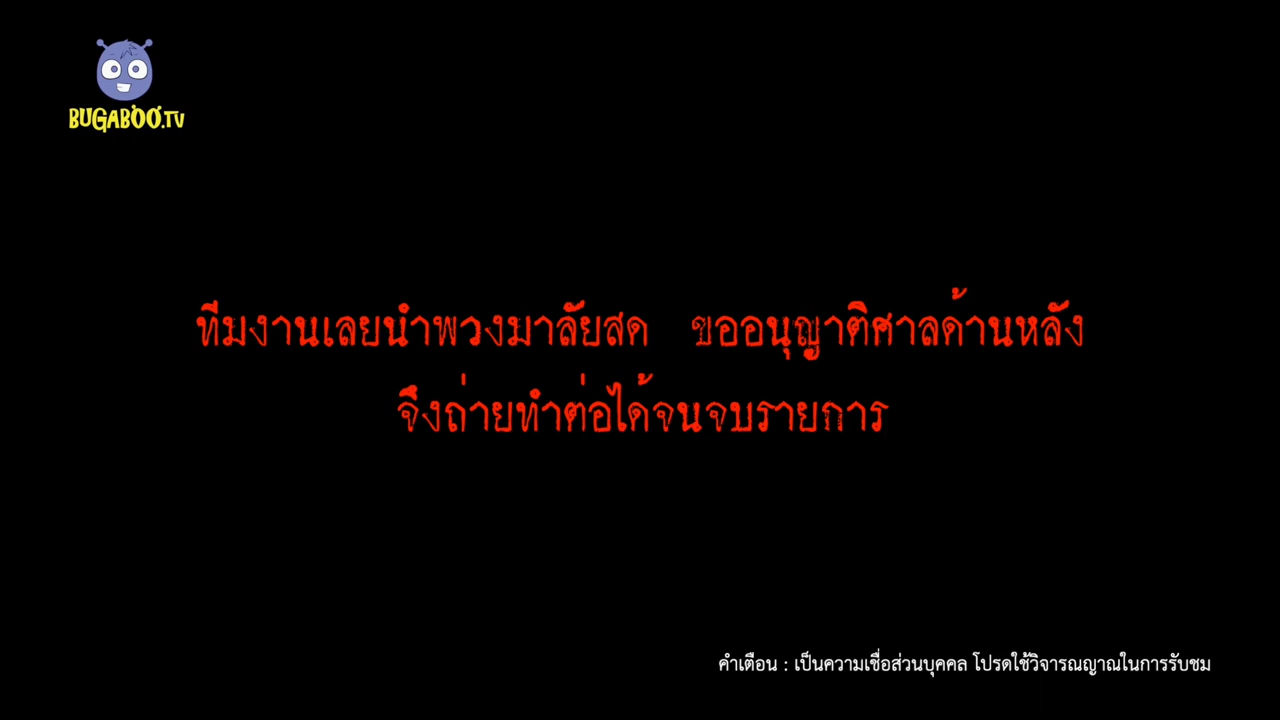 BUGABOO.TV
ทีมงานเลยนำพวงมาลัยสด ขออนุญาติศาลด้านหลัง
จึงถ่ายทำต่อได้จนจบรายการ
คำเตือน : เป็นความเชื่อส่วนบุคคล โปรดใช้วิจารณญาณในการรับชม